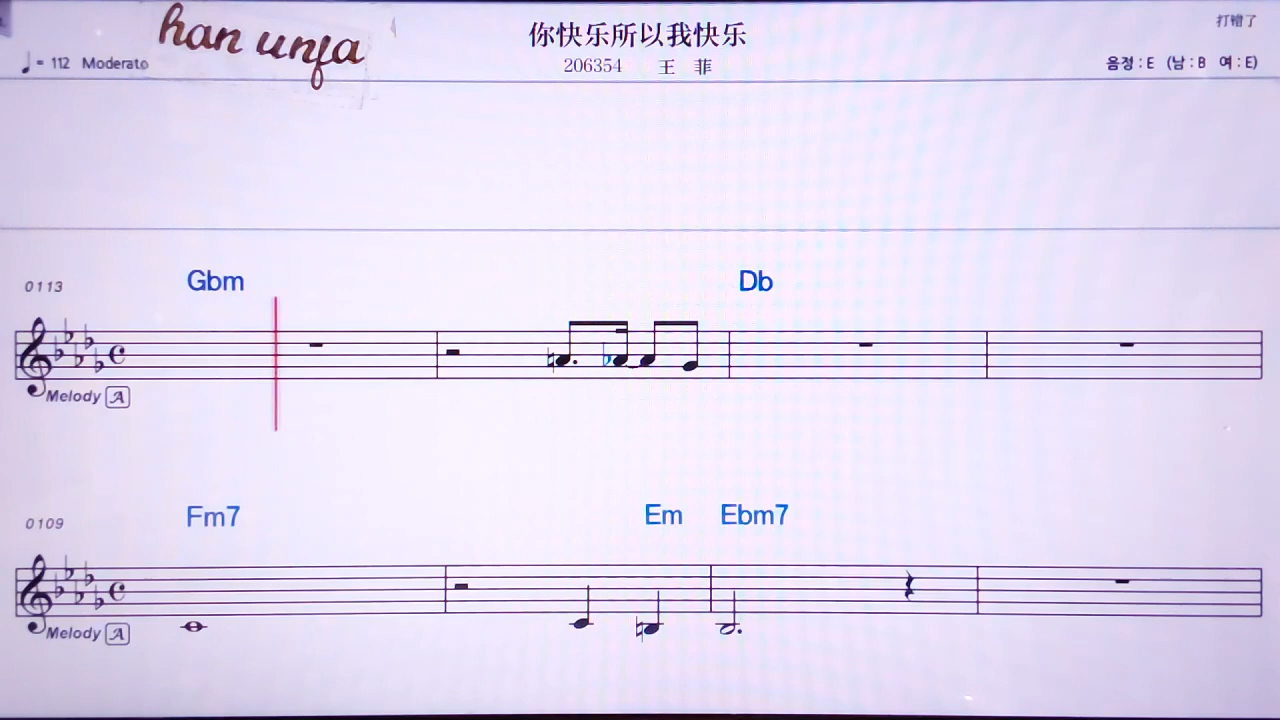 han unfa
你快乐所以我快乐
打错了
♩= 112 Moderato
206354 王 菲
음정 : E (남 : B 여 : E)
0113
Gbm Db
Melody A
0109
Fm7 Em Ebm7
Melody A